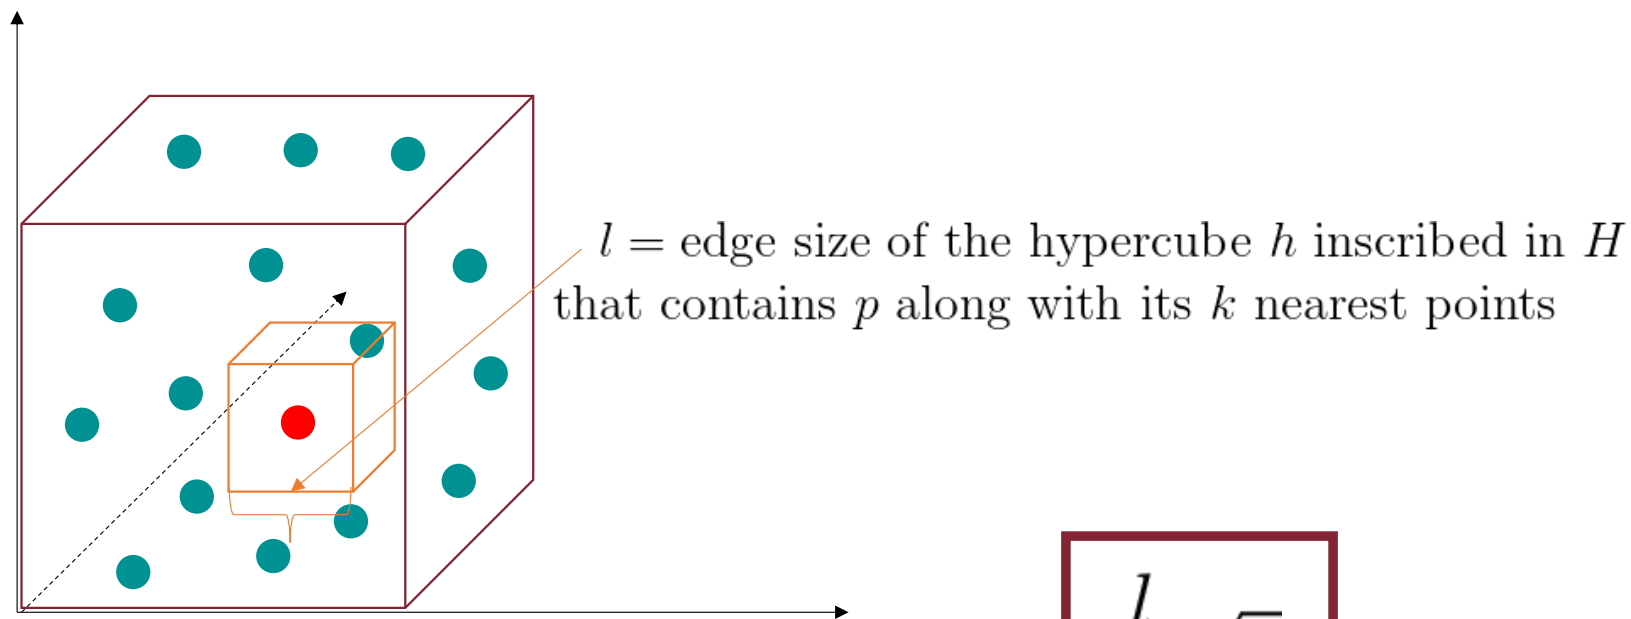 l = edge size of the hypercube h inscribed in H
that contains p along with its k nearest points
l